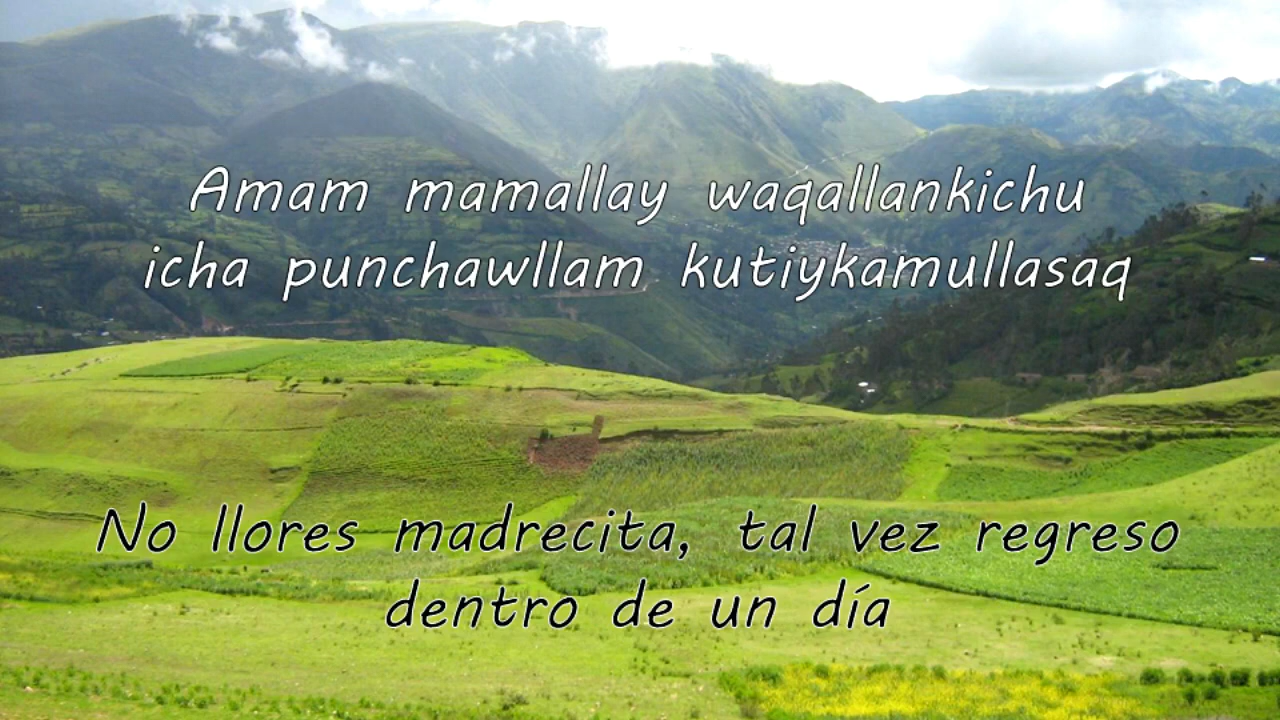 Amam mamallay waqallankichu
icha punchawllam kutiykamullasaq
No llores madrecita, tal vez regreso
dentro de un día